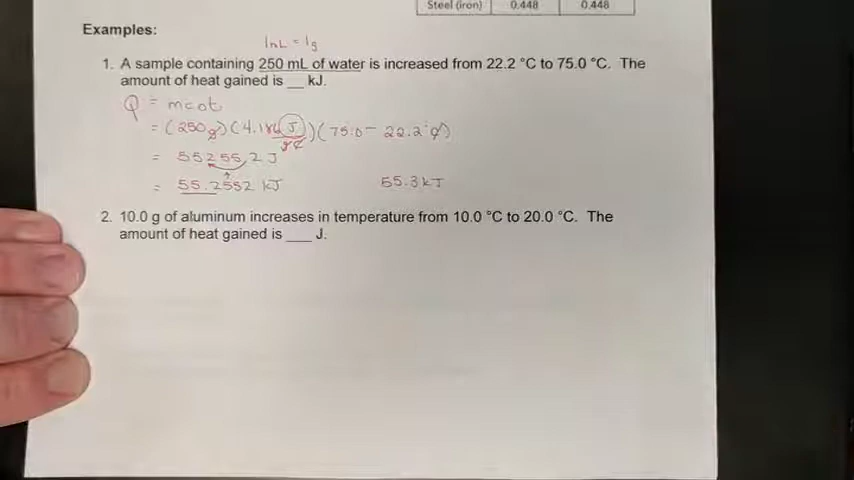 Steel (iron) 0.448 0.448
Examples:
1mL = 1g
1. A sample containing 250 mL of water is increased from 22.2 °C to 75.0 °C. The
amount of heat gained is __ kJ.
Q = mcΔt
= (250g)(4.186 J/g°C)(75.0 - 22.2°C)
= 55255.2 J
= 55.2552 kJ 55.3 kJ
2. 10.0 g of aluminum increases in temperature from 10.0 °C to 20.0 °C. The
amount of heat gained is ___ J.